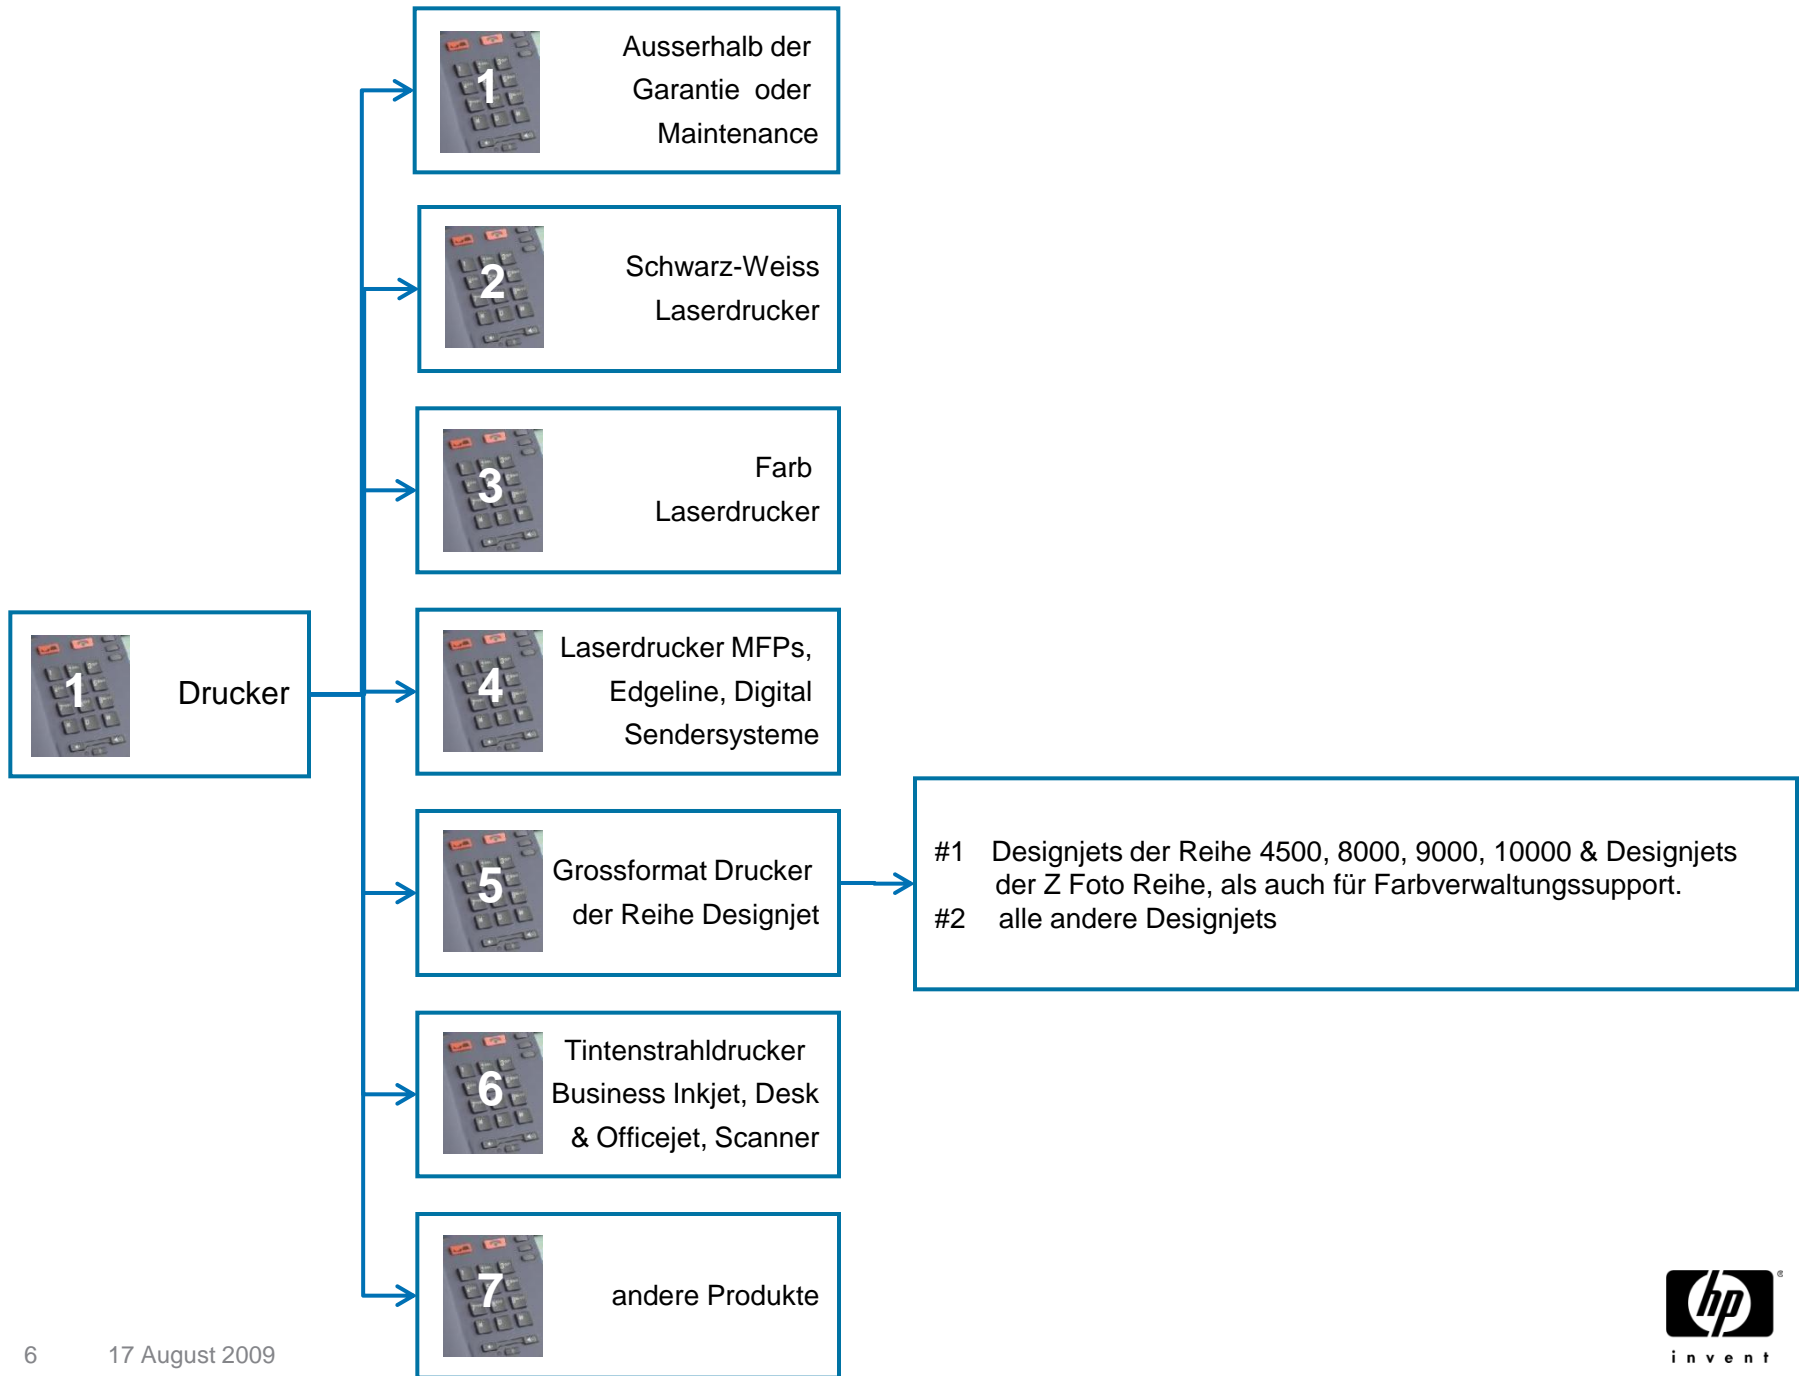 1
Ausserhalb der
Garantie oder
Maintenance
2
Schwarz-Weiss
Laserdrucker
3
Farb
Laserdrucker
1
Drucker
4
Laserdrucker MFPs,
Edgeline, Digital
Sendersysteme
5
Grossformat Drucker
der Reihe Designjet
#1 Designjets der Reihe 4500, 8000, 9000, 10000 & Designjets
der Z Foto Reihe, als auch für Farbverwaltungssupport.
#2 alle andere Designjets
6
Tintenstrahldrucker
Business Inkjet, Desk
& Officejet, Scanner
7
andere Produkte
6 17 August 2009
hp
®
invent